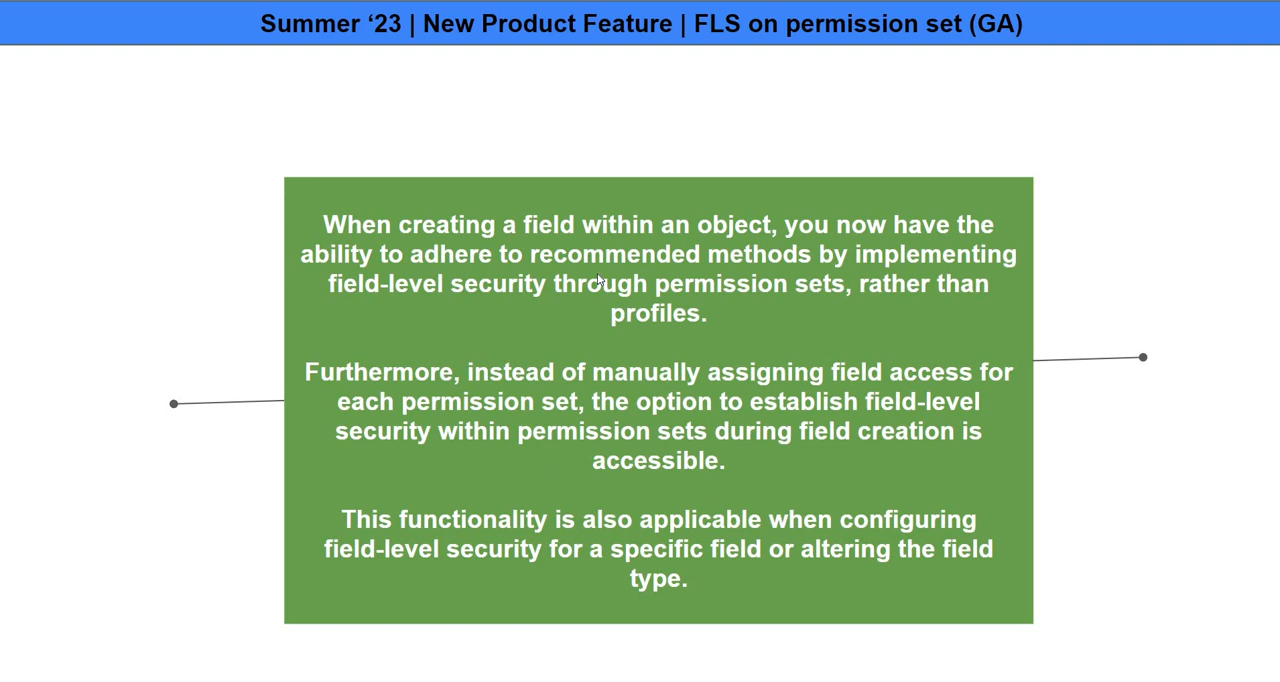 Summer ‘23 | New Product Feature | FLS on permission set (GA)
When creating a field within an object, you now have the
ability to adhere to recommended methods by implementing
field-level security through permission sets, rather than
profiles.
Furthermore, instead of manually assigning field access for
each permission set, the option to establish field-level
security within permission sets during field creation is
accessible.
This functionality is also applicable when configuring
field-level security for a specific field or altering the field
type.